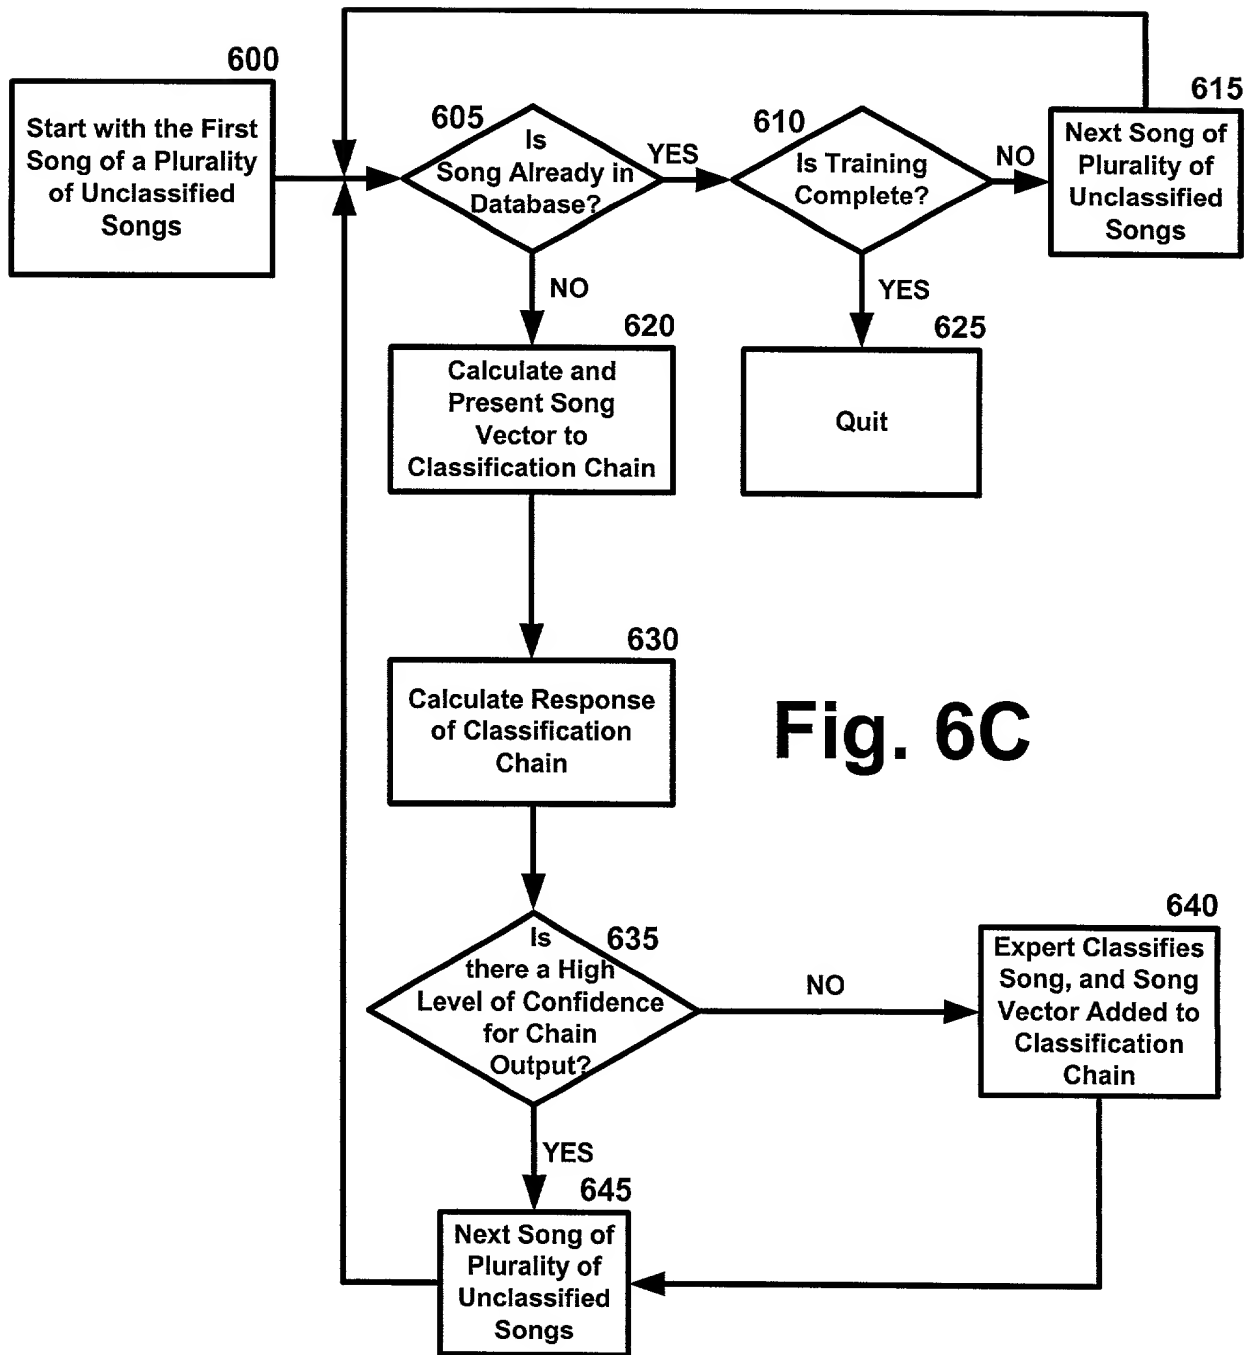 600
Start with the First
Song of a Plurality
of Unclassified
Songs
605
Is
Song Already in
Database?
YES
610
Is Training
Complete?
NO
615
Next Song of
Plurality of
Unclassified
Songs
NO
YES
620
Calculate and
Present Song
Vector to
Classification Chain
625
Quit
630
Calculate Response
of Classification
Chain
Fig. 6C
635
Is
there a High
Level of Confidence
for Chain
Output?
NO
640
Expert Classifies
Song, and Song
Vector Added to
Classification
Chain
YES
645
Next Song of
Plurality of
Unclassified
Songs